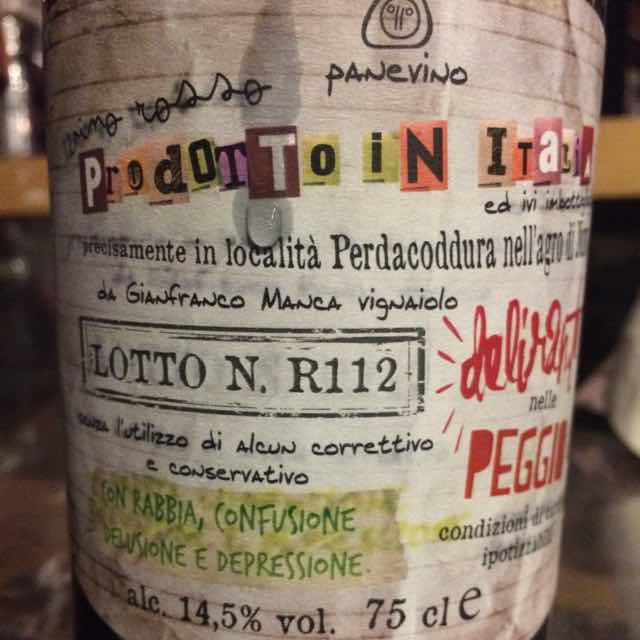 PANEVINO
vino rosso
ProdoTTo iN Italia
ed ivi
precisamente in località Perdacoddura nell'agro di
da GIANFRANCO MANCA vignaiolo
LOTTO N. R112
senza l'utilizzo di alcun correttivo
e conservativo
CON RABBIA, CONFUSIONE
DELUSIONE E DEPRESSIONE.
alc. 14,5% vol. 75 cl e
nelle
condizioni